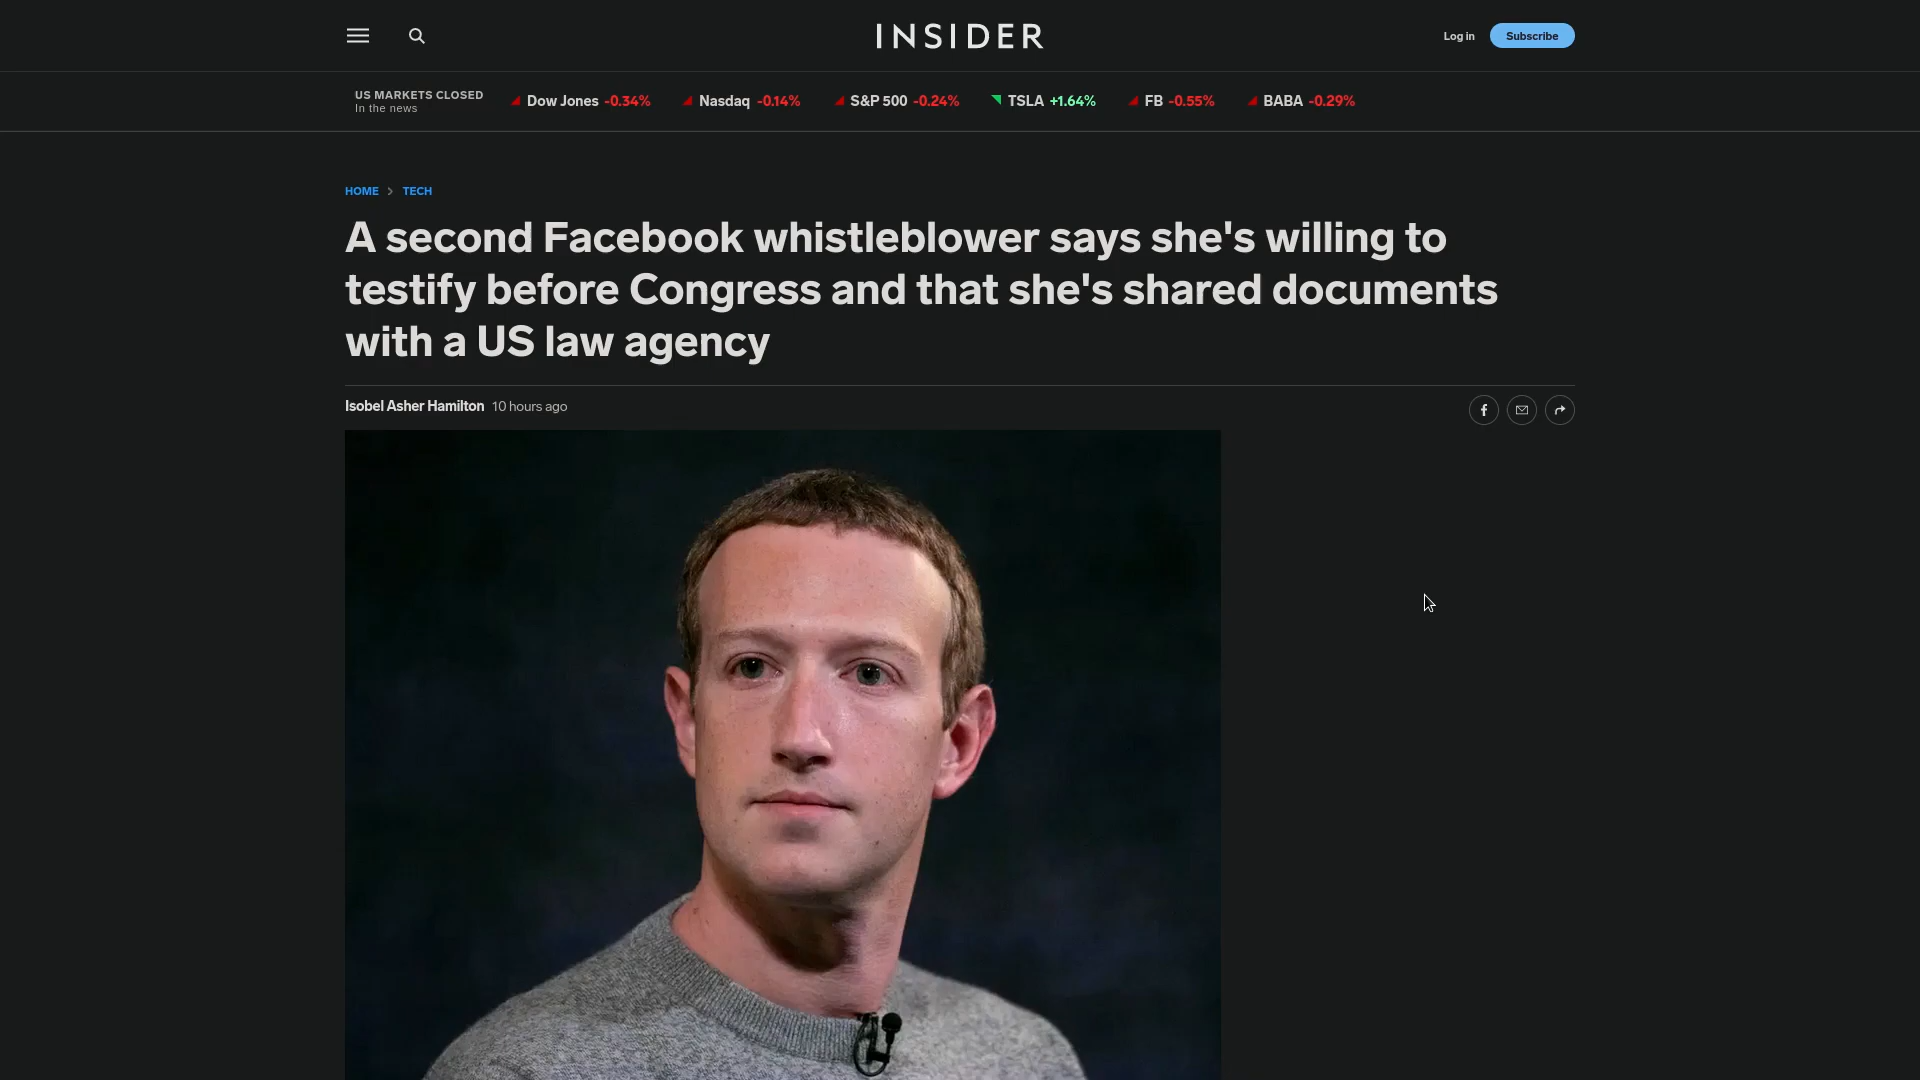 INSIDER
Log in
Subscribe
US MARKETS CLOSED
In the news
Dow Jones -0.34%
Nasdaq -0.14%
S&P 500 -0.24%
TSLA +1.64%
FB -0.55%
BABA -0.29%
HOME > TECH
A second Facebook whistleblower says she's willing to
testify before Congress and that she's shared documents
with a US law agency
Isobel Asher Hamilton 10 hours ago